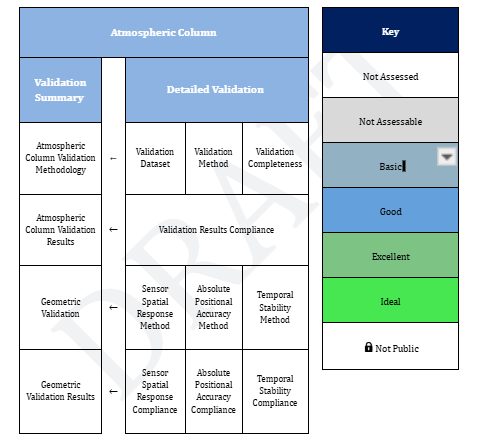 Atmospheric Column
Validation
Summary
Detailed Validation
Atmospheric
Column Validation
Methodology
←
Validation
Dataset
Validation
Method
Validation
Completeness
Atmospheric
Column Validation
Results
←
Validation Results Compliance
Geometric
Validation
←
Sensor
Spatial
Response
Method
Absolute
Positional
Accuracy
Method
Temporal
Stability
Method
Geometric
Validation Results
←
Sensor
Spatial
Response
Compliance
Absolute
Positional
Accuracy
Compliance
Temporal
Stability
Compliance
Key
Not Assessed
Not Assessable
Basic
Good
Excellent
Ideal
Not Public
DRAFT